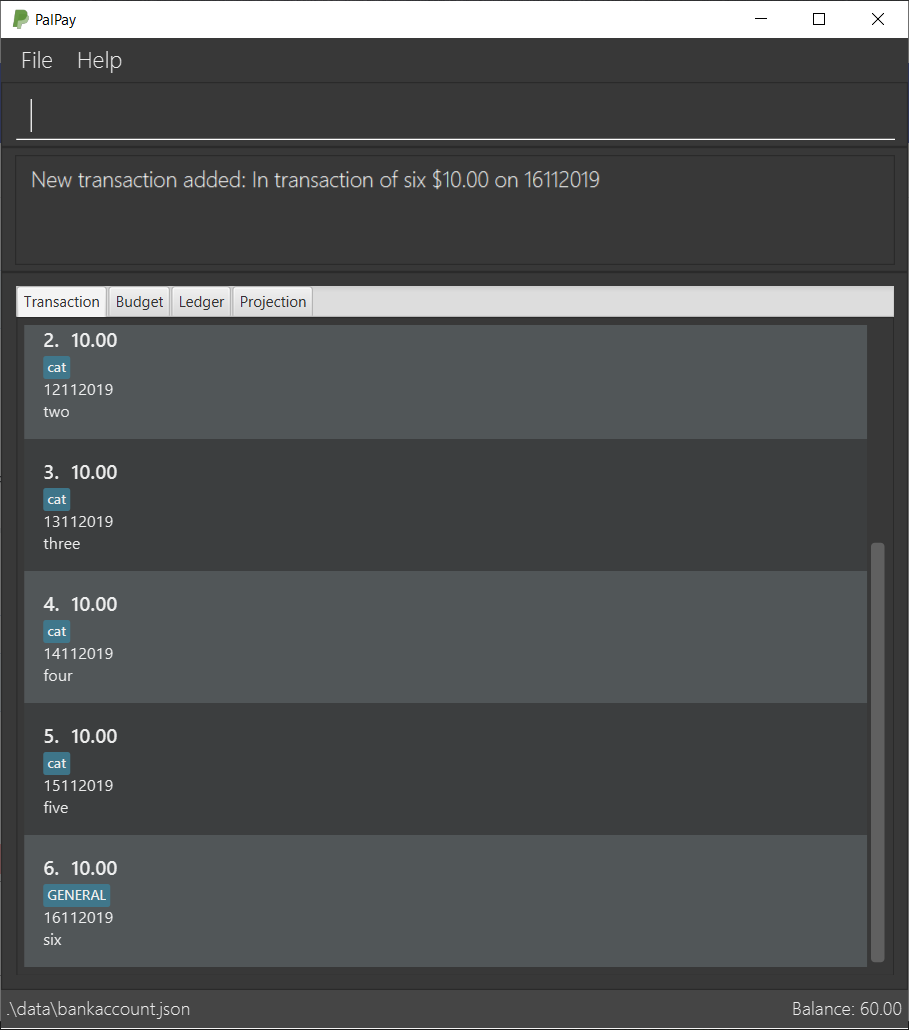 PalPay
File Help
New transaction added: In transaction of six $10.00 on 16112019
Transaction Budget Ledger Projection
2. 10.00
cat
12112019
two
3. 10.00
cat
13112019
three
4. 10.00
cat
14112019
four
5. 10.00
cat
15112019
five
6. 10.00
GENERAL
16112019
six
.\data\bankaccount.json Balance: 60.00